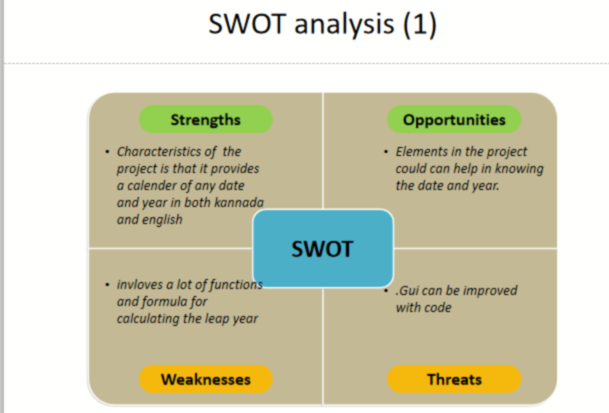 SWOT analysis (1)
Strengths
• Characteristics of the
project is that it provides
a calender of any date
and year in both kannada
and english
Opportunities
• Elements in the project
could can help in knowing
the date and year.
SWOT
• invloves a lot of functions
and formula for
calculating the leap year
Weaknesses
• .Gui can be improved
with code
Threats